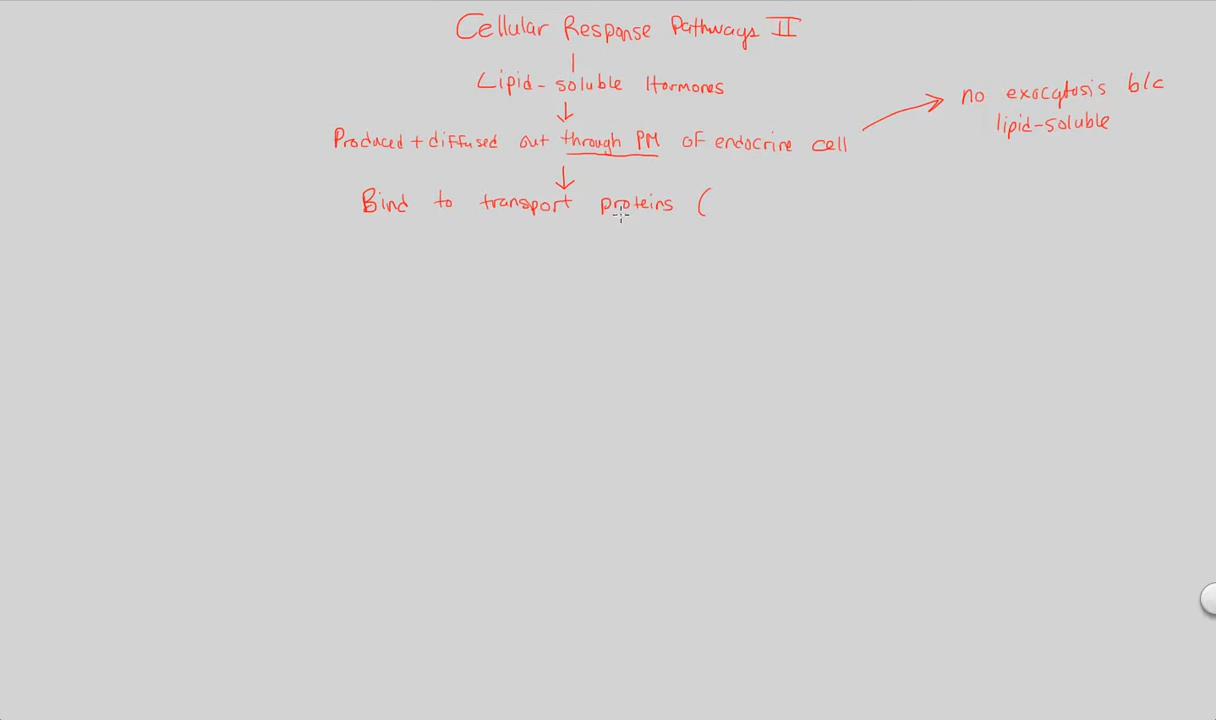 Cellular Response Pathways II
Lipid-soluble Hormones
Produced + diffused out through PM of endocrine cell
no exocytosis b/c
lipid-soluble
Bind to transport proteins (